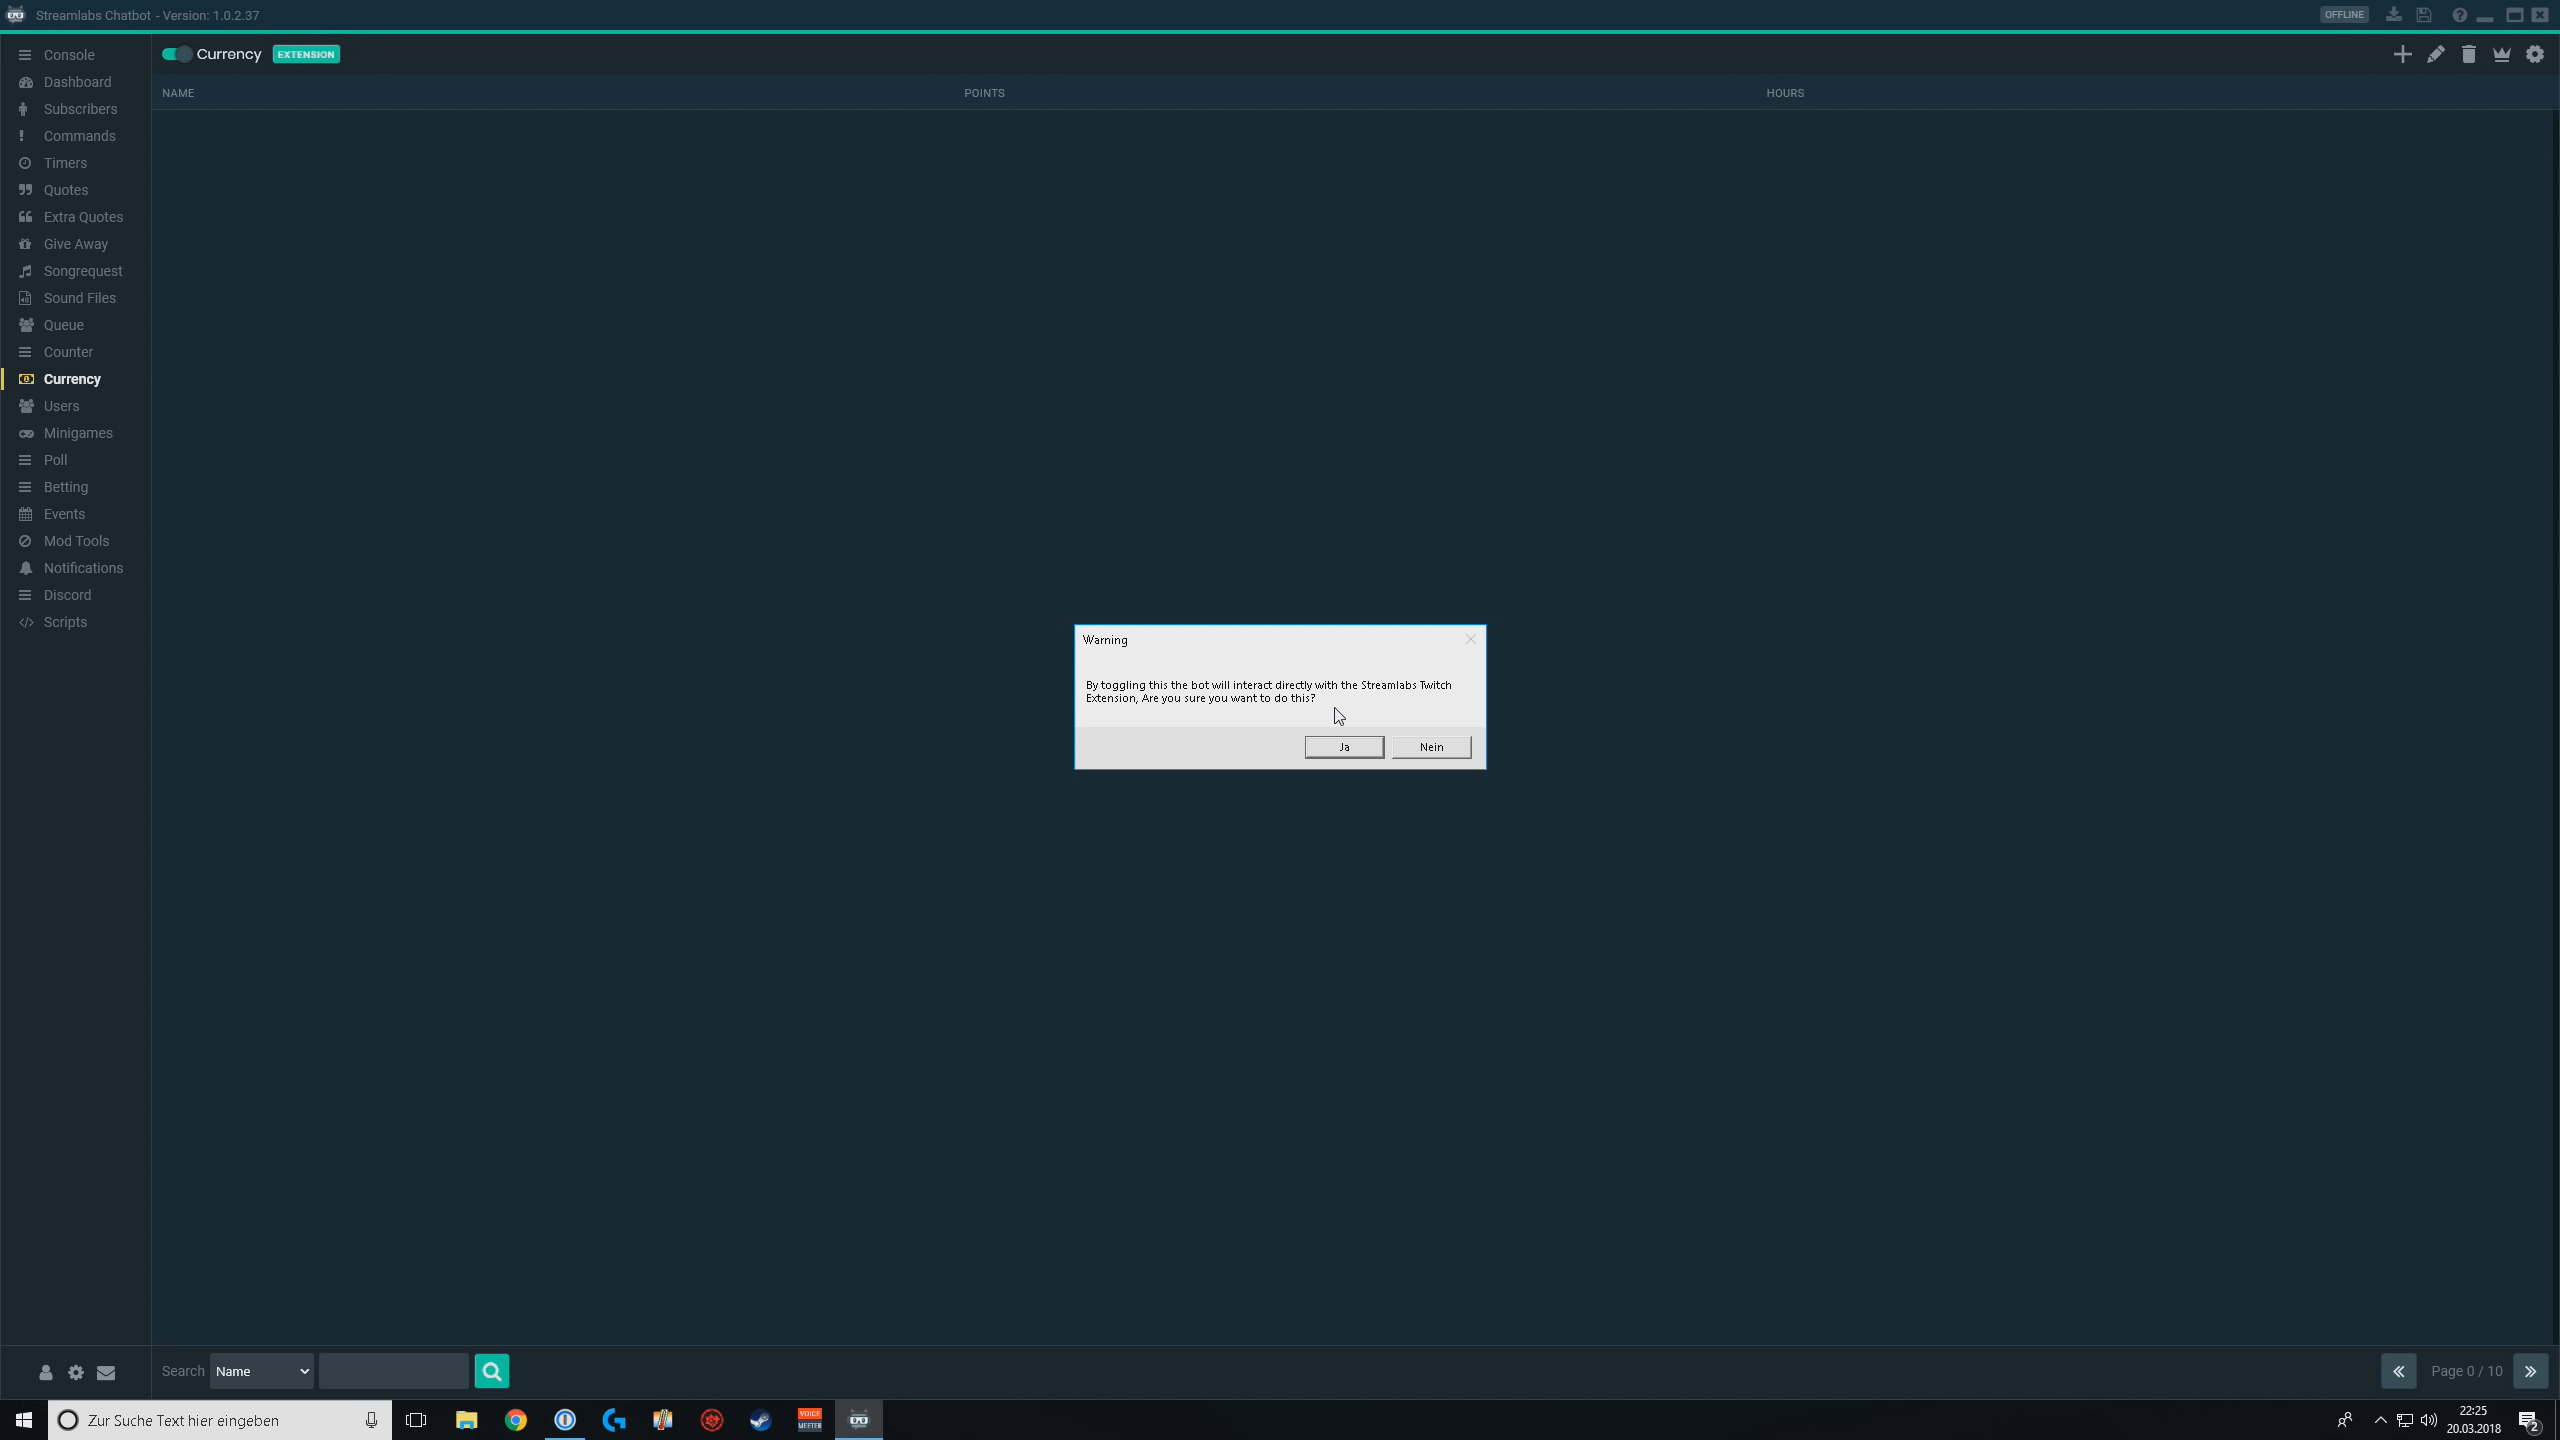 Streamlabs Chatbot - Version: 1.0.2.37
OFFLINE
Console
Dashboard
Subscribers
Commands
Timers
Quotes
Extra Quotes
Give Away
Songrequest
Sound Files
Queue
Counter
Currency
Users
Minigames
Poll
Betting
Events
Mod Tools
Notifications
Discord
Scripts
Currency EXTENSION
NAME POINTS HOURS
Warning
By toggling this the bot will interact directly with the Streamlabs Twitch
Extension, Are you sure you want to do this?
Ja Nein
Search Name
Page 0 / 10
Zur Suche Text hier eingeben
VOICE
MEETER
22:25
20.03.2018
2